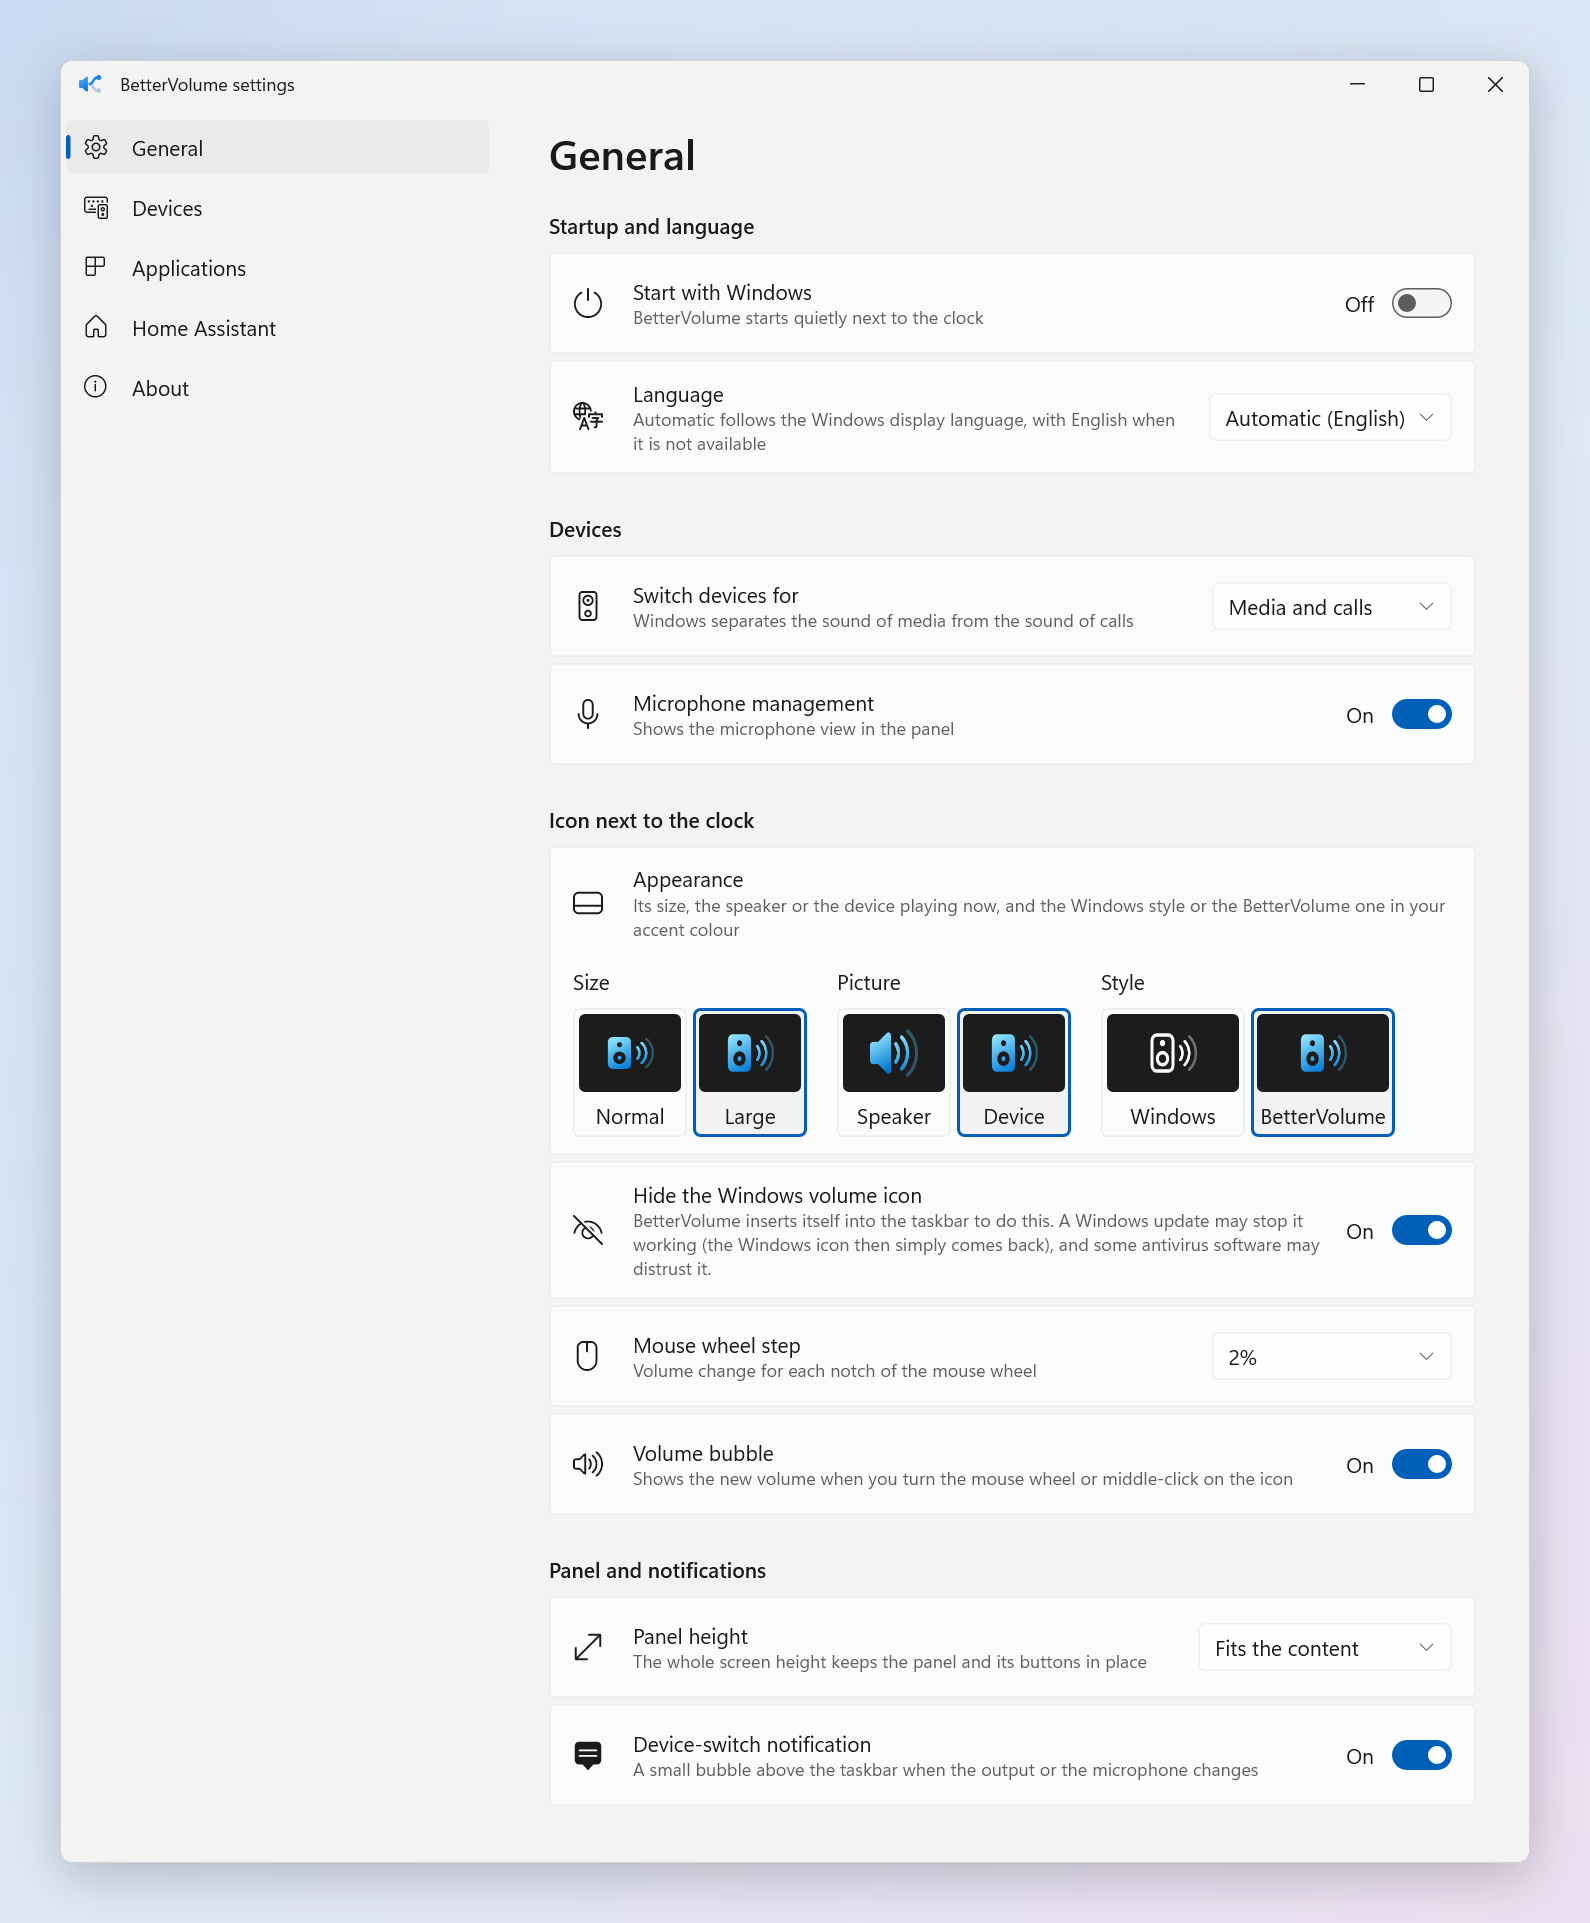 BetterVolume settings
General
Devices
Applications
Home Assistant
About
General
Startup and language
Start with Windows
BetterVolume starts quietly next to the clock
Off
Language
Automatic follows the Windows display language, with English when
it is not available
Automatic (English)
Devices
Switch devices for
Windows separates the sound of media from the sound of calls
Media and calls
Microphone management
Shows the microphone view in the panel
On
Icon next to the clock
Appearance
Its size, the speaker or the device playing now, and the Windows style or the BetterVolume one in your
accent colour
Size
Picture
Style
Normal
Large
Speaker
Device
Windows
BetterVolume
Hide the Windows volume icon
BetterVolume inserts itself into the taskbar to do this. A Windows update may stop it
working (the Windows icon then simply comes back), and some antivirus software may
distrust it.
On
Mouse wheel step
Volume change for each notch of the mouse wheel
2%
Volume bubble
Shows the new volume when you turn the mouse wheel or middle-click on the icon
On
Panel and notifications
Panel height
The whole screen height keeps the panel and its buttons in place
Fits the content
Device-switch notification
A small bubble above the taskbar when the output or the microphone changes
On